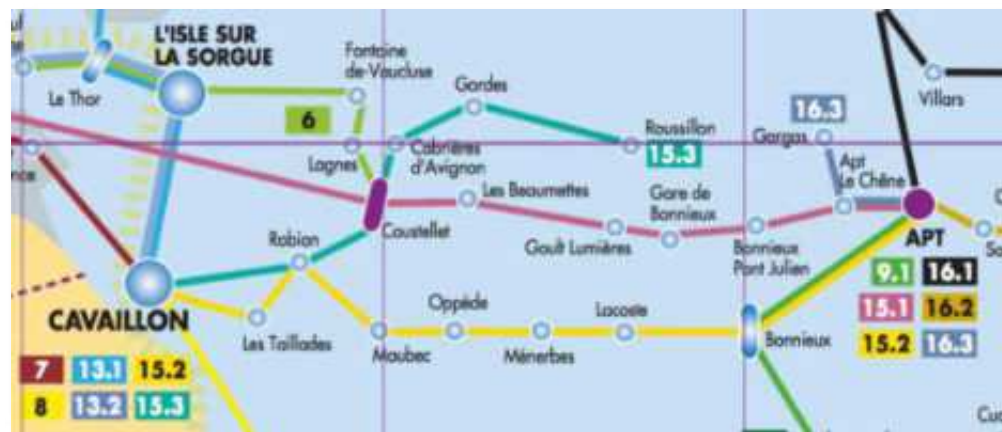 L'ISLE SUR
LA SORGUE
Le Thor
Fontaine
de-Vaucluse
6
Lagnes
Gordes
Cabrières
d'Avignon
Roussillon
15.3
16.3
Gargas
Villars
Apt
Le Chêne
Les Beaumettes
Gare de
Bonnieux
Coustellet
Goult Lumières
Bonnieux
Pont Julien
APT
9.1 16.1
15.1 16.2
15.2 16.3
Robion
CAVAILLON
Les Taillades
Maubec
Oppède
Ménerbes
Lacoste
Bonnieux
7 13.1 15.2
8 13.2 15.3